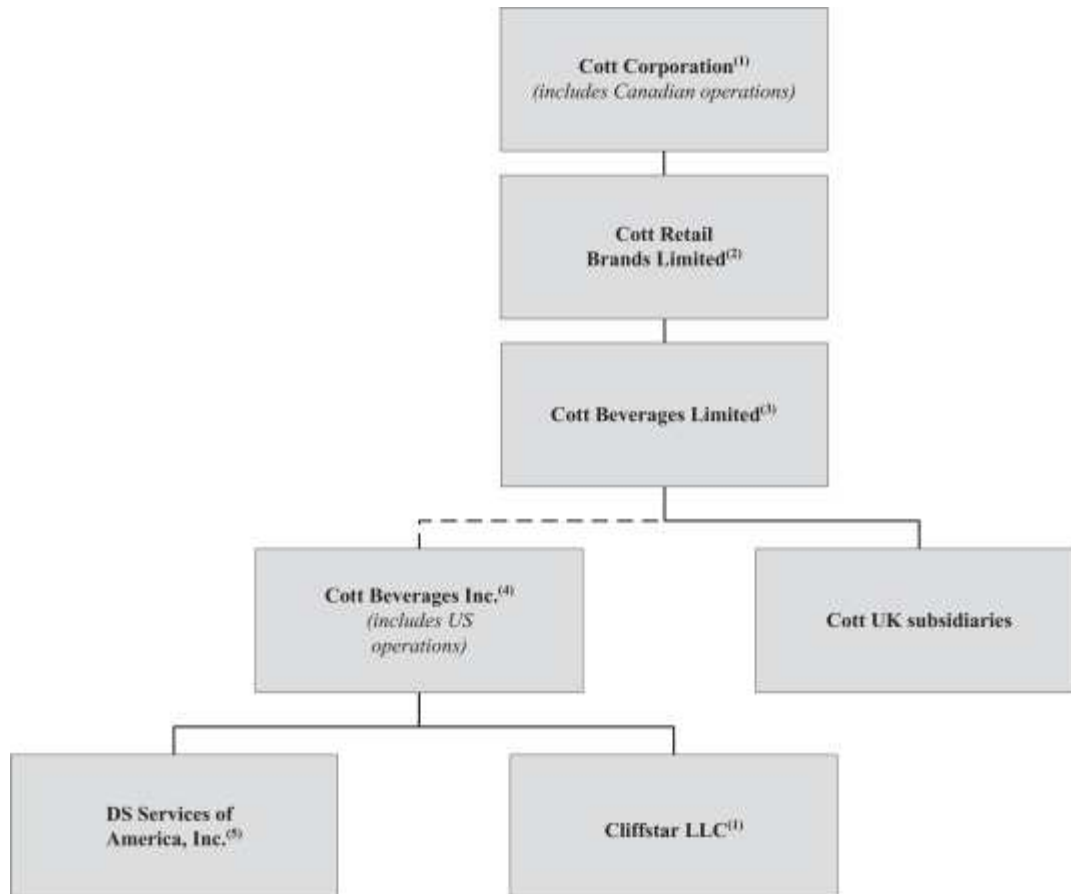 Cott Corporation(1)
(includes Canadian operations)
Cott Retail
Brands Limited(2)
Cott Beverages Limited(3)
Cott Beverages Inc.(4)
(includes US
operations)
Cott UK subsidiaries
DS Services of
America, Inc.(5)
Cliffstar LLC(1)